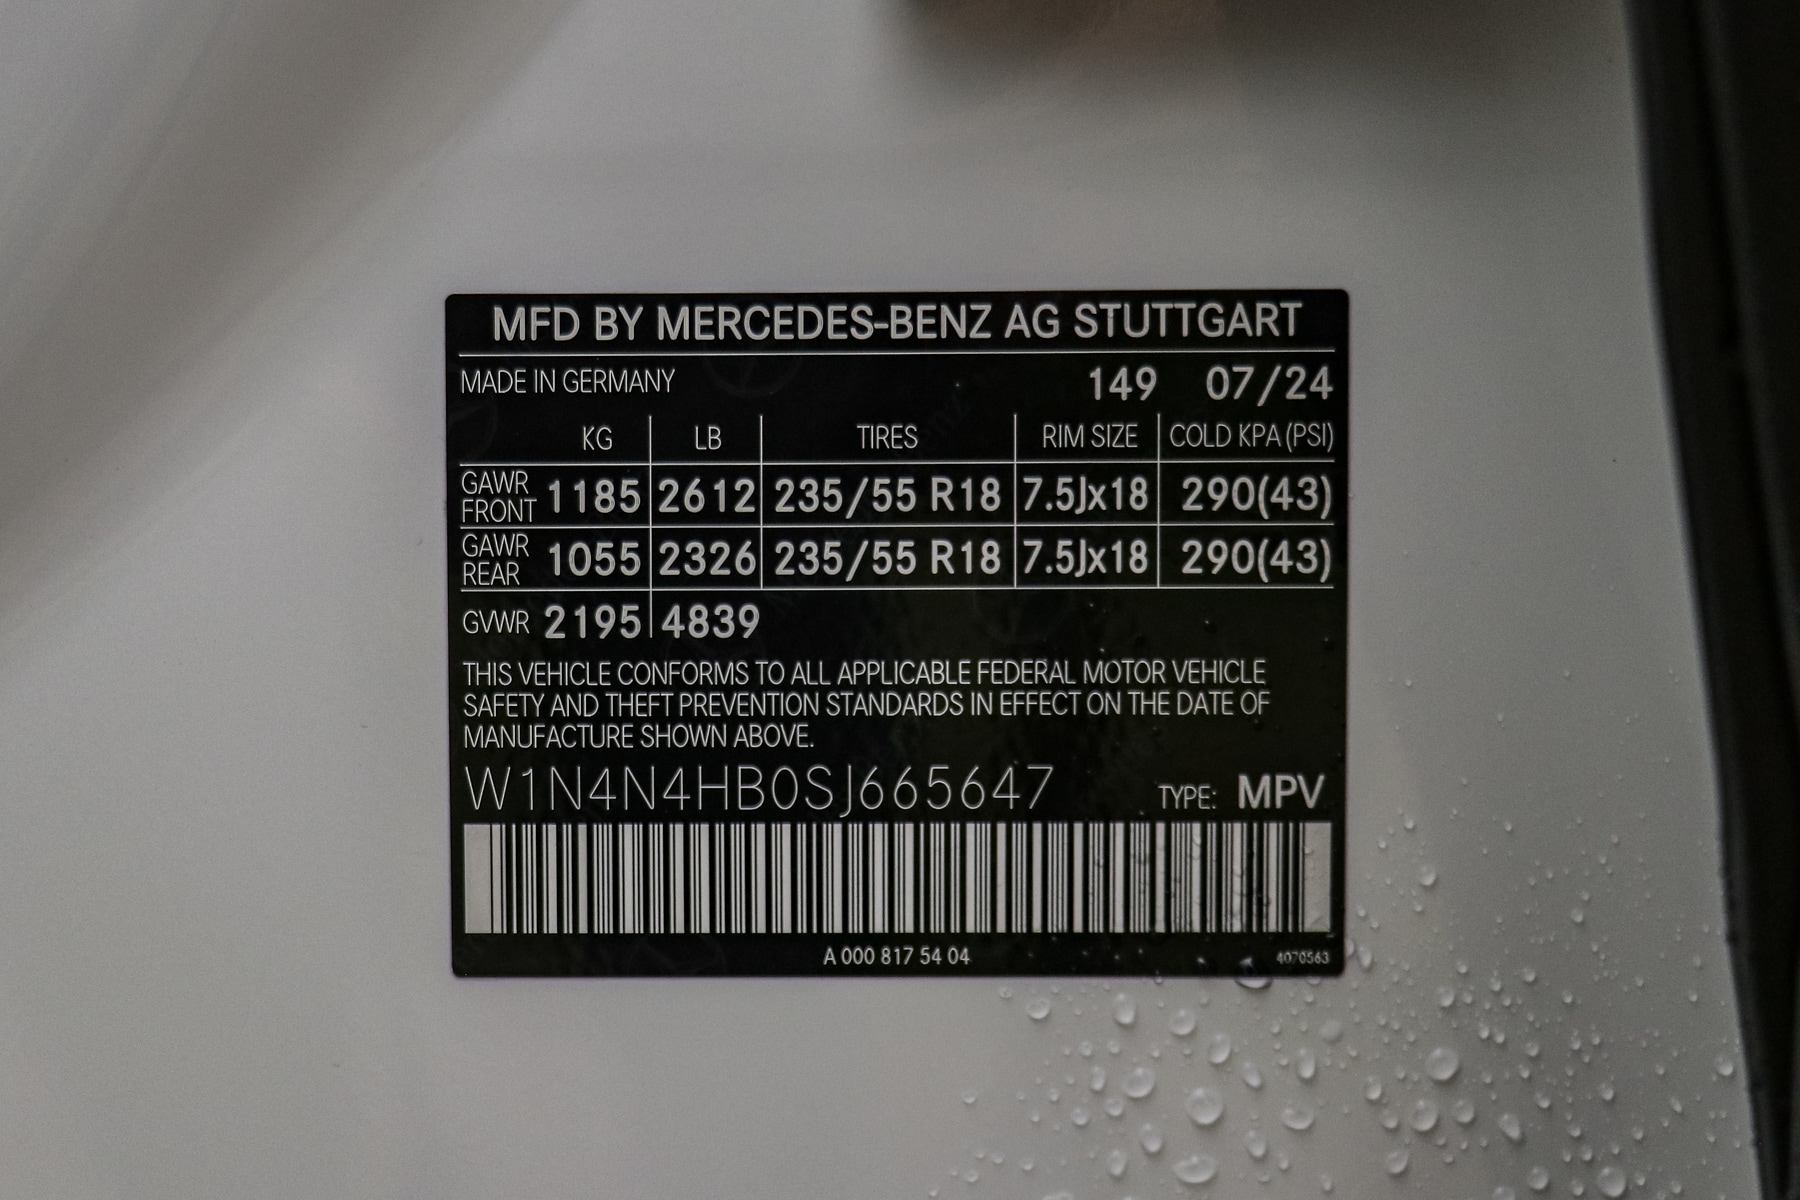 MFD BY MERCEDES-BENZ AG STUTTGART
MADE IN GERMANY 149 07/24
KG LB TIRES RIM SIZE COLD KPA (PSI)
GAWR FRONT 1185 2612 235/55 R18 7.5Jx18 290(43)
GAWR REAR 1055 2326 235/55 R18 7.5Jx18 290(43)
GVWR 2195 4839
THIS VEHICLE CONFORMS TO ALL APPLICABLE FEDERAL MOTOR VEHICLE
SAFETY AND THEFT PREVENTION STANDARDS IN EFFECT ON THE DATE OF
MANUFACTURE SHOWN ABOVE.
W1N4N4HB0SJ665647 TYPE: MPV
A 000 817 54 04 4070563